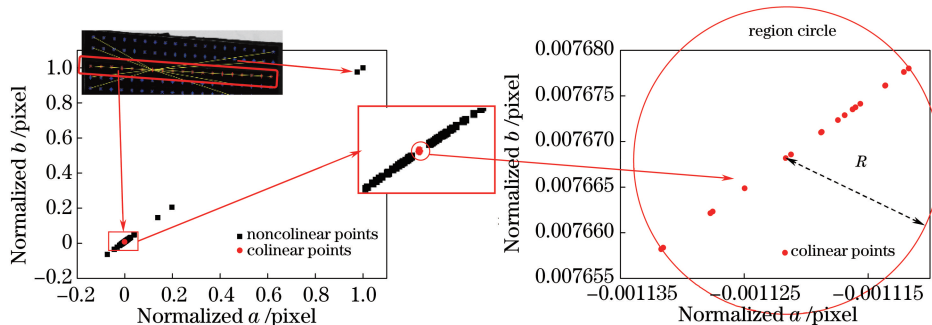 Normalized b /pixel
1.0
0.8
0.6
0.4
0.2
0
−0.2
−0.2
0
0.2
0.4
0.6
0.8
1.0
Normalized a /pixel
noncolinear points
colinear points
Normalized b /pixel
0.007680
0.007675
0.007670
0.007665
0.007660
0.007655
−0.001135
−0.001125
−0.001115
Normalized a /pixel
region circle
R
colinear points